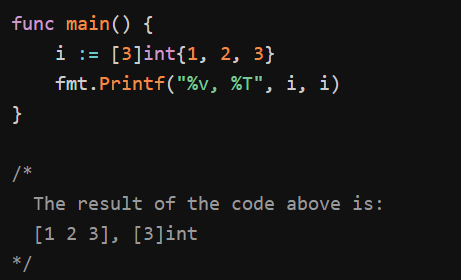 func main() {
    i := [3]int{1, 2, 3}
    fmt.Printf("%v, %T", i, i)
}
/*
  The result of the code above is:
  [1 2 3], [3]int
*/